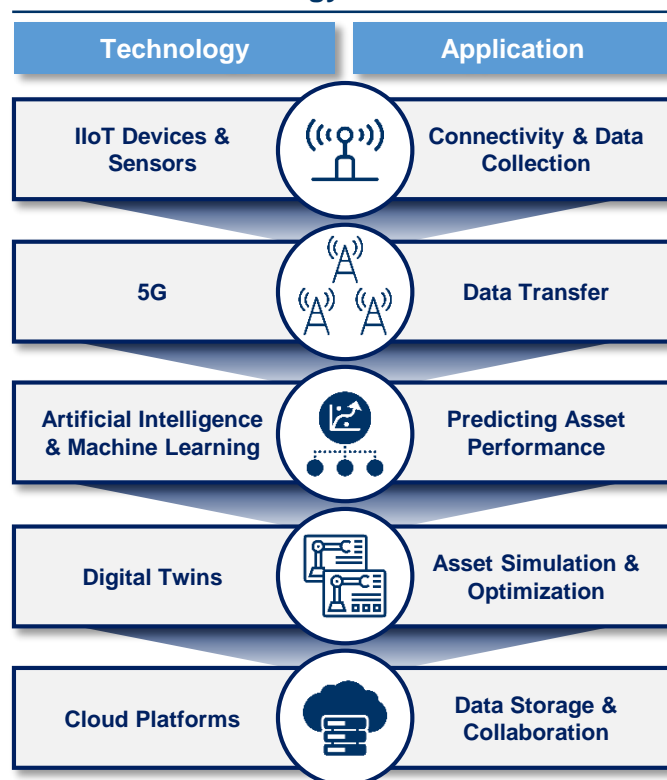 Technology
Application
IIoT Devices &
Sensors
Connectivity & Data
Collection
5G
Data Transfer
Artificial Intelligence
& Machine Learning
Predicting Asset
Performance
Digital Twins
Asset Simulation &
Optimization
Cloud Platforms
Data Storage &
Collaboration